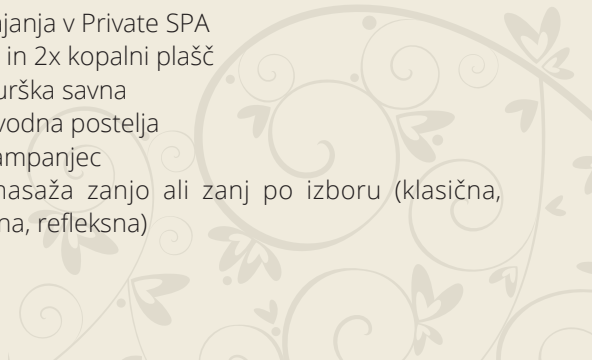 janja v Private SPA
in 2x kopalni plašč
urška savna
vodna postelja
ampanjec
nasaža zanjo ali zanj po izboru (klasična,
na, refleksna)